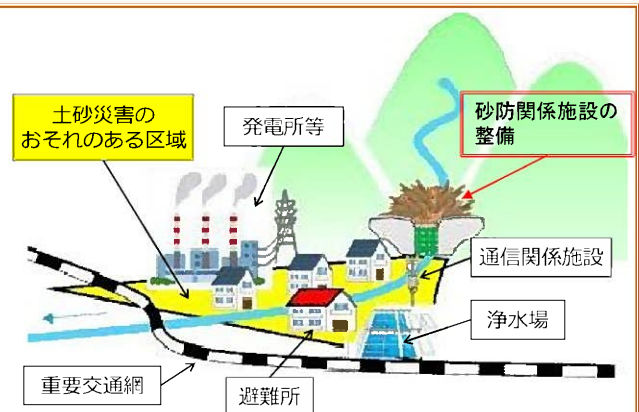 土砂災害の
おそれのある区域
発電所等
砂防関係施設の
整備
通信関係施設
浄水場
重要交通網
避難所